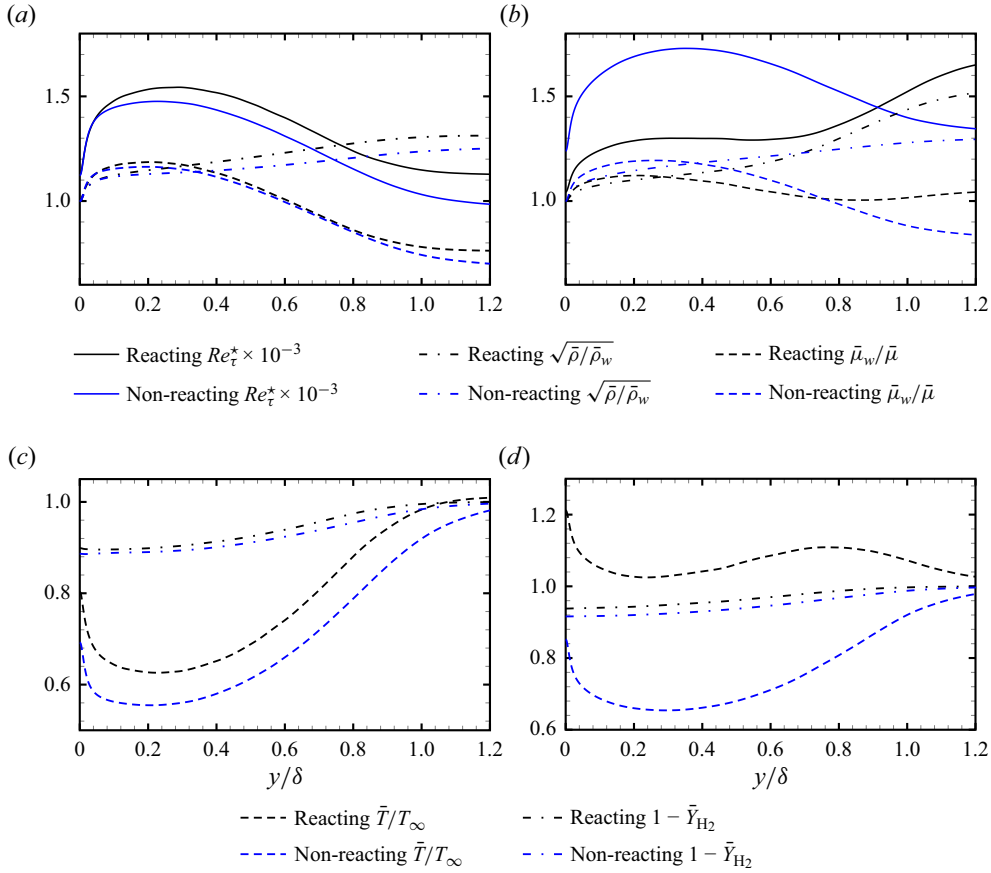 (a)
(b)
1.5
1.0
0 0.2 0.4 0.6 0.8 1.0 1.2
1.5
1.0
0 0.2 0.4 0.6 0.8 1.0 1.2
Reacting Re⋆τ × 10⁻³
Reacting √ρ̄/ρ̄w
Reacting μ̄w/μ̄
Non-reacting Re⋆τ × 10⁻³
Non-reacting √ρ̄/ρ̄w
Non-reacting μ̄w/μ̄
(c)
(d)
1.0
0.8
0.6
0 0.2 0.4 0.6 0.8 1.0 1.2
y/δ
1.2
1.0
0.8
0.6
0 0.2 0.4 0.6 0.8 1.0 1.2
y/δ
Reacting T̄/T∞
Reacting 1 − ȲH2
Non-reacting T̄/T∞
Non-reacting 1 − ȲH2